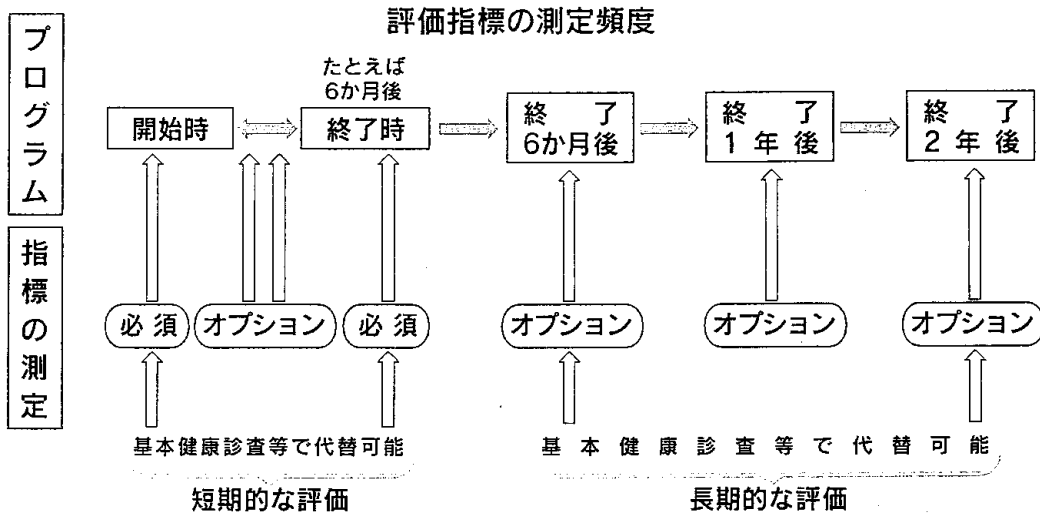 評価指標の測定頻度
プログラム
たとえば
6か月後
開始時
終了時
終了
6か月後
終了
1年後
終了
2年後
指標の測定
必須
オプション
必須
オプション
オプション
オプション
基本健康診査等で代替可能
基本健康診査等で代替可能
短期的な評価
長期的な評価